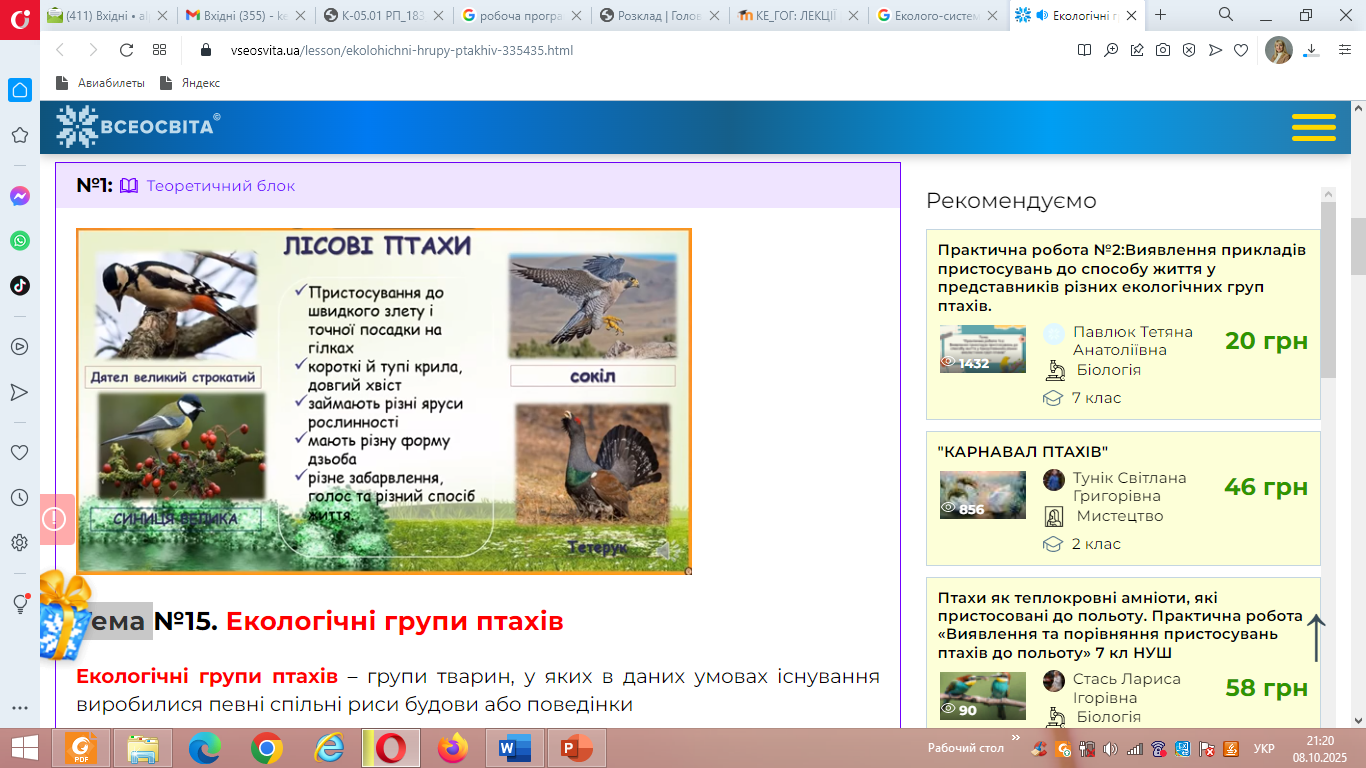 (411) Вхідні • al
Вхідні (355) - ke
К-05.01 РП_183
робоча програ
Розклад | Голов
КЕ_ГОГ: ЛЕКЦІЇ
Еколого-систем
Екологічні г
vseosvita.ua/lesson/ekolohichni-hrupy-ptakhiv-335435.html
Авиабилеты
Яндекс
ВСЕОСВІТА©
№1: Теоретичний блок
ЛІСОВІ ПТАХИ
Пристосування до
швидкого злету і
точної посадки на
гілках
короткі й тупі крила,
довгий хвіст
займають різні яруси
рослинності
мають різну форму
дзьоба
різне забарвлення,
голос та різний спосіб
життя.
Дятел великий строкатий
СИНИЦЯ ВЕЛИКА
сокіл
Тетерук
Тема №15. Екологічні групи птахів
Екологічні групи птахів – групи тварин, у яких в даних умовах існування
виробилися певні спільні риси будови або поведінки
Рекомендуємо
Практична робота №2:Виявлення прикладів
пристосувань до способу життя у
представників різних екологічних груп
птахів.
1432
Павлюк Тетяна
Анатоліївна
Біологія
7 клас
20 грн
"КАРНАВАЛ ПТАХІВ"
856
Тунік Світлана
Григорівна
Мистецтво
2 клас
46 грн
Птахи як теплокровні амніоти, які
пристосовані до польоту. Практична робота
«Виявлення та порівняння пристосувань
птахів до польоту» 7 кл НУШ
90
Стась Лариса
Ігорівна
Біологія
58 грн
PDF
Рабочий стол
УКР
21:20
08.10.2025